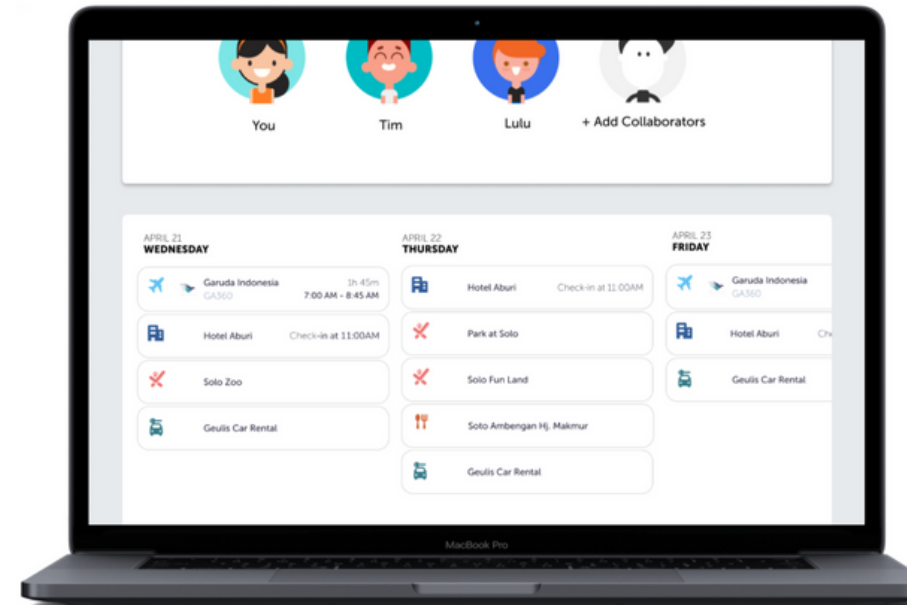 You
Tim
Lulu
+ Add Collaborators
APRIL 21
WEDNESDAY
Garuda Indonesia
1h 45m
GA360
7:00 AM - 8:45 AM
Hotel Aburi
Check-in at 11:00AM
Solo Zoo
Geulis Car Rental
APRIL 22
THURSDAY
Hotel Aburi
Check-in at 11:00AM
Park at Solo
Solo Fun Land
Soto Ambengan Hj. Makmur
Geulis Car Rental
APRIL 23
FRIDAY
Garuda Indonesia
GA360
Hotel Aburi
Ch
Geulis Car Rental
MacBook Pro